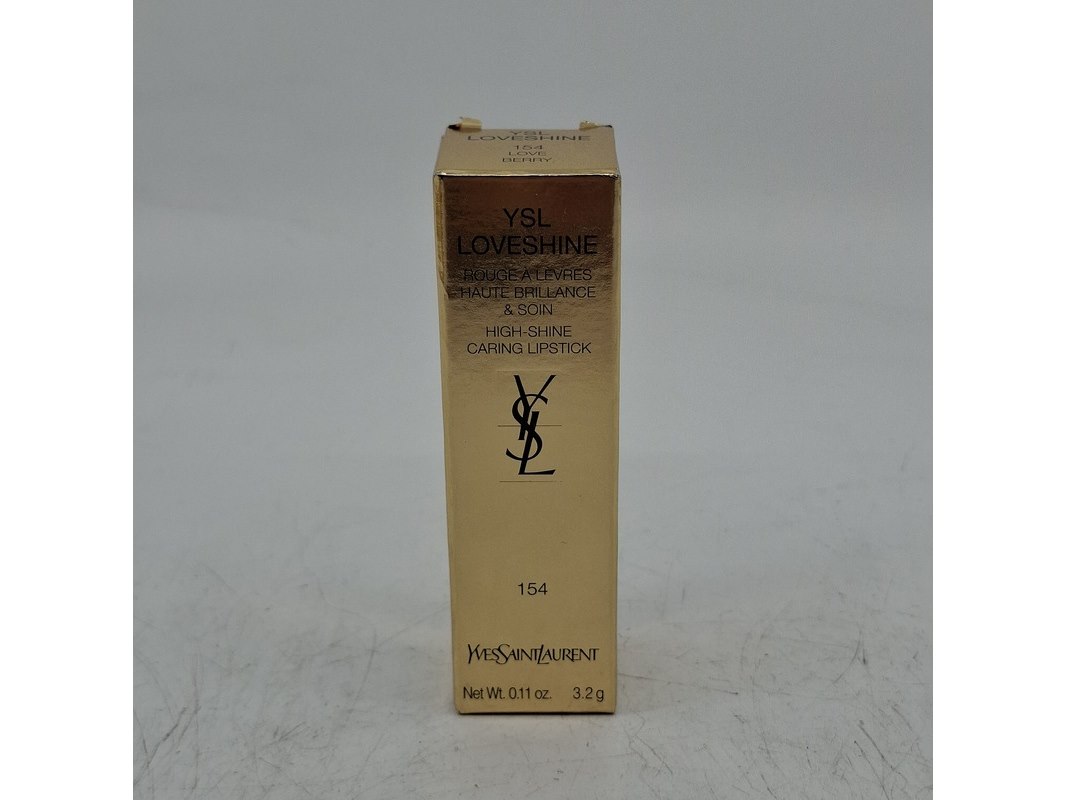 YSL
LOVESHINE
154
LOVE
BERRY
YSL
LOVESHINE
ROUGE A LEVRES
HAUTE BRILLANCE
& SOIN
HIGH-SHINE
CARING LIPSTICK
YSL
154
YVESSAINTLAURENT
Net Wt. 0.11 oz. 3.2 g